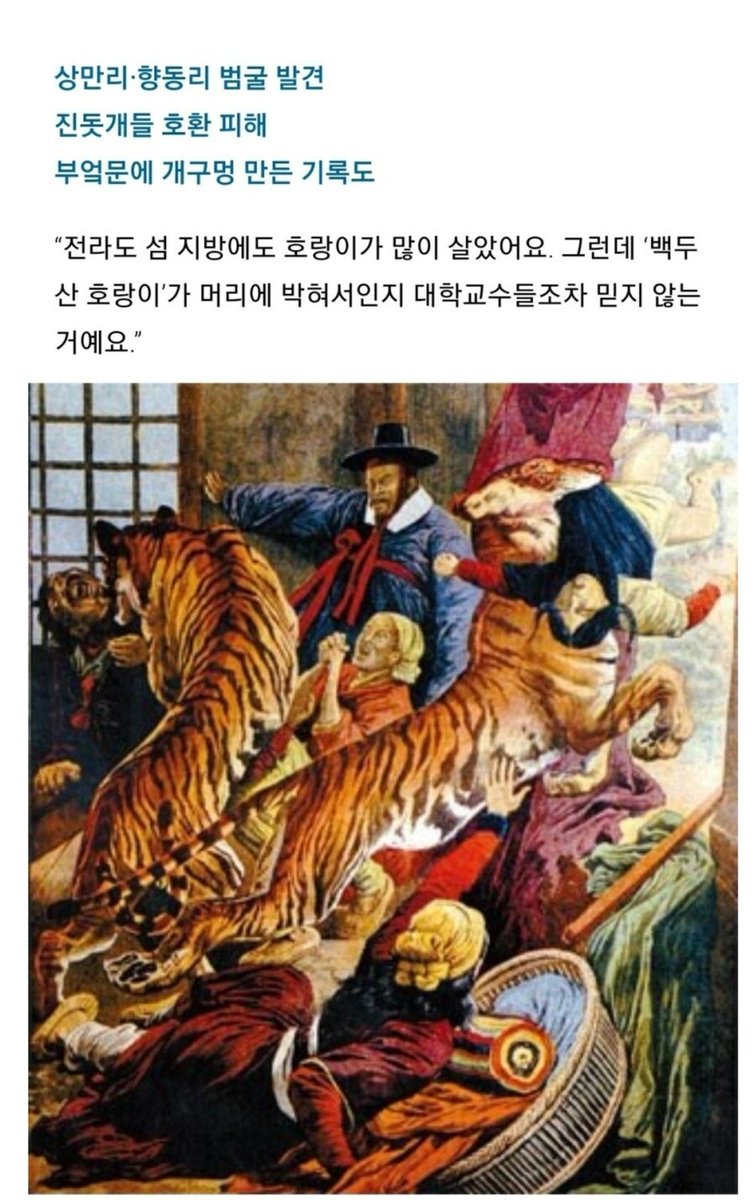 상만리·향동리 범굴 발견
진돗개들 호환 피해
부엌문에 개구멍 만든 기록도
“전라도 섬 지방에도 호랑이가 많이 살았어요. 그런데 ‘백두
산 호랑이’가 머리에 박혀서인지 대학교수들조차 믿지 않는
거예요.”